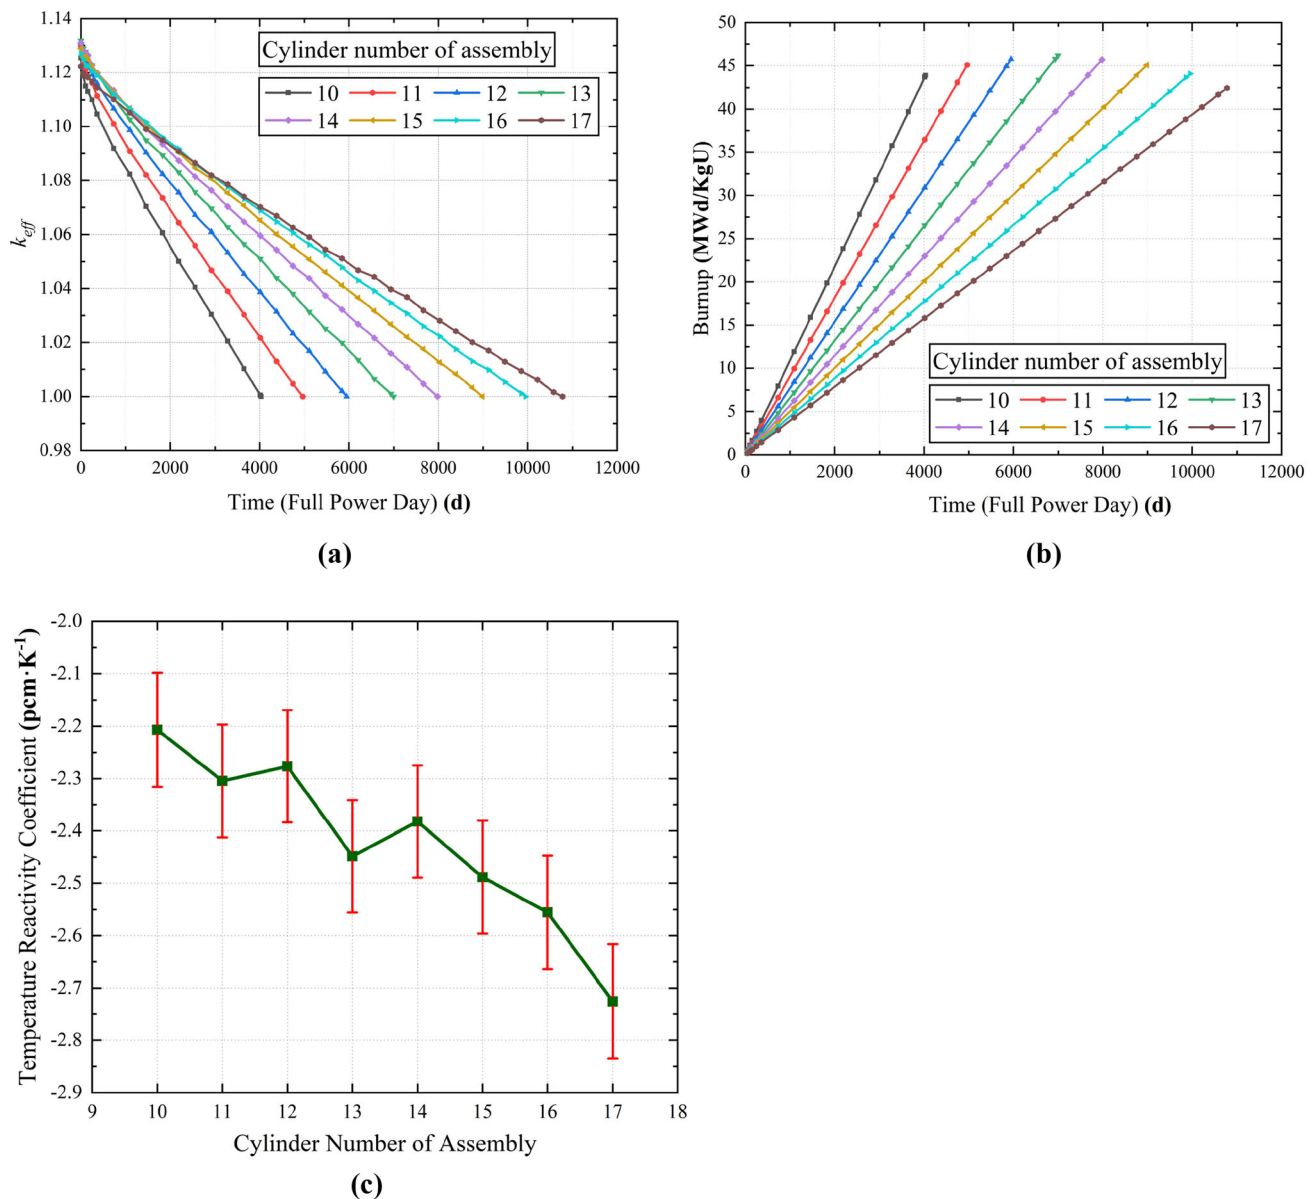 1.14
1.12
1.10
1.08
1.06
1.04
1.02
1.00
0.98
k_eff
Cylinder number of assembly
10 11 12 13
14 15 16 17
0 2000 4000 6000 8000 10000 12000
Time (Full Power Day) (d)
(a)
50
45
40
35
30
25
20
15
10
5
0
Burnup (MWd/KgU)
Cylinder number of assembly
10 11 12 13
14 15 16 17
0 2000 4000 6000 8000 10000 12000
Time (Full Power Day) (d)
(b)
-2.0
-2.1
-2.2
-2.3
-2.4
-2.5
-2.6
-2.7
-2.8
-2.9
Temperature Reactivity Coefficient (pcm·K⁻¹)
9 10 11 12 13 14 15 16 17 18
Cylinder Number of Assembly
(c)